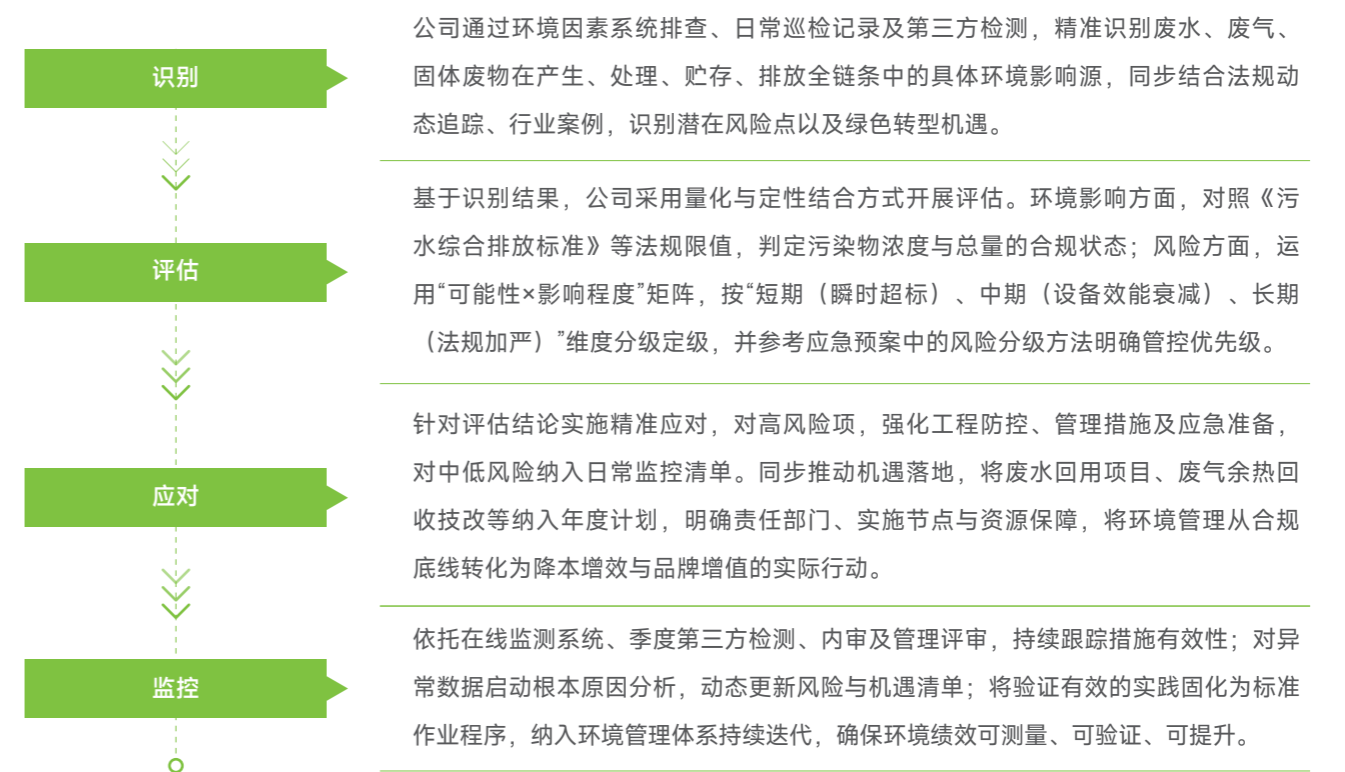 识别
公司通过环境因素系统排查、日常巡检记录及第三方检测，精准识别废水、废气、
固体废物在产生、处理、贮存、排放全链条中的具体环境影响源，同步结合法规动
态追踪、行业案例，识别潜在风险点以及绿色转型机遇。
评估
基于识别结果，公司采用量化与定性结合方式开展评估。环境影响方面，对照《污
水综合排放标准》等法规限值，判定污染物浓度与总量的合规状态；风险方面，运
用“可能性×影响程度”矩阵，按“短期（瞬时超标）、中期（设备效能衰减）、长期
（法规加严）”维度分级定级，并参考应急预案中的风险分级方法明确管控优先级。
应对
针对评估结论实施精准应对，对高风险项，强化工程防控、管理措施及应急准备，
对中低风险纳入日常监控清单。同步推动机遇落地，将废水回用项目、废气余热回
收技改等纳入年度计划，明确责任部门、实施节点与资源保障，将环境管理从合规
底线转化为降本增效与品牌增值的实际行动。
监控
依托在线监测系统、季度第三方检测、内审及管理评审，持续跟踪措施有效性；对异
常数据启动根本原因分析，动态更新风险与机遇清单；将验证有效的实践固化为标准
作业程序，纳入环境管理体系持续迭代，确保环境绩效可测量、可验证、可提升。